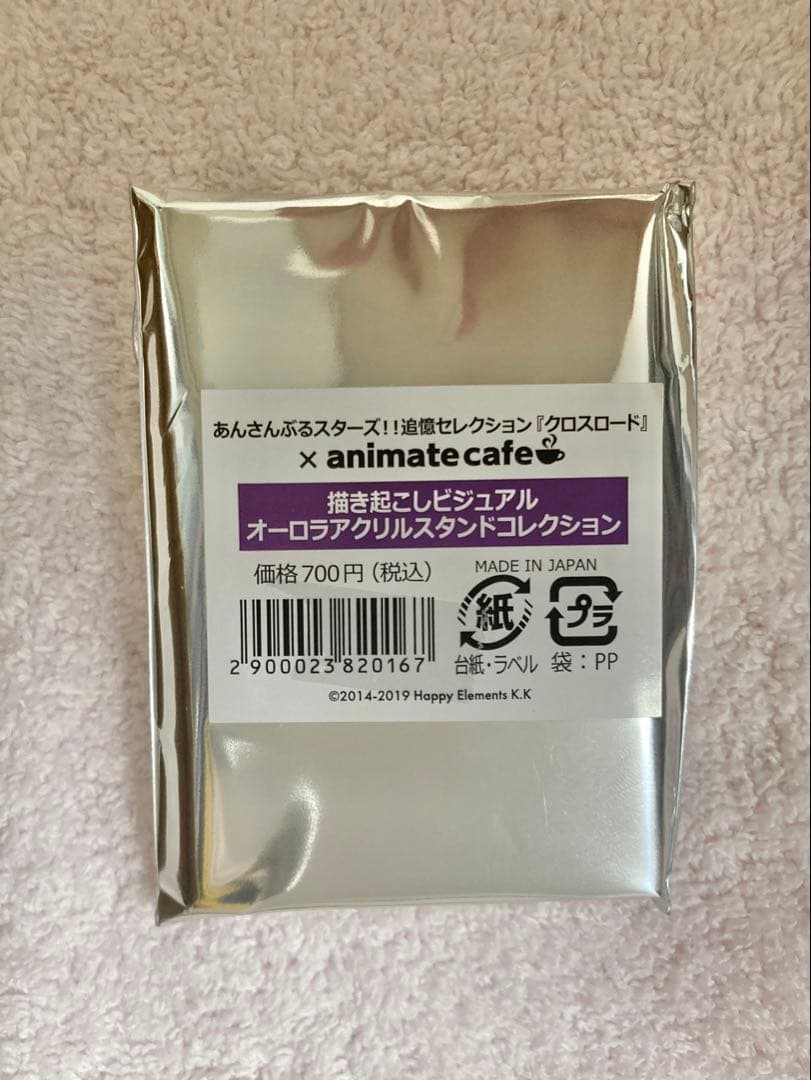 あんさんぶるスターズ!!追憶セレクション『クロスロード』
× animatecafe
描き起こしビジュアル
オーロラアクリルスタンドコレクション
価格700円(税込)
MADE IN JAPAN
紙
プラ
台紙・ラベル
袋：PP
2900023820167
©2014-2019 Happy Elements K.K